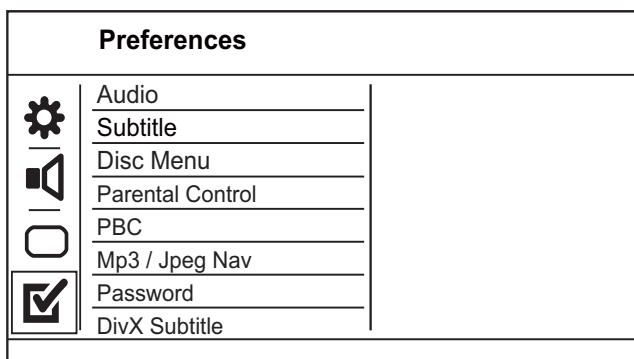 Preferences
Audio
Subtitle
Disc Menu
Parental Control
PBC
Mp3 / Jpeg Nav
Password
DivX Subtitle